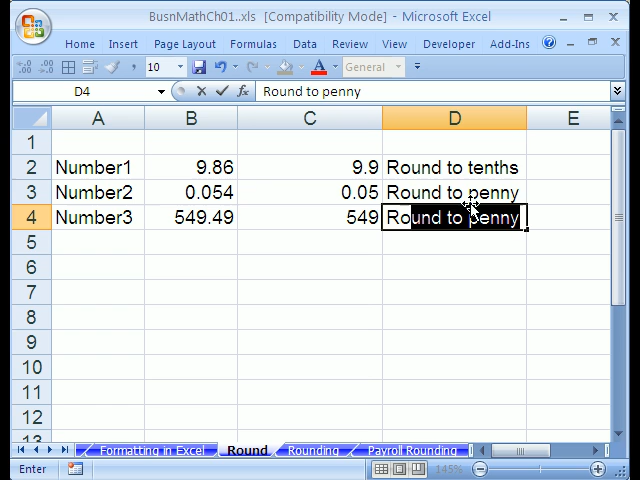 BusnMathCh01..xls [Compatibility Mode] - Microsoft Excel
Home Insert Page Layout Formulas Data Review View Developer Add-Ins
10 A General
D4 fx Round to penny
A B C D E
1
2 Number1 9.86 9.9 Round to tenths
3 Number2 0.054 0.05 Round to penny
4 Number3 549.49 549 Round to penny
5
6
7
8
9
10
11
12
13
Formatting in Excel Round Rounding Payroll Rounding
Enter 145%